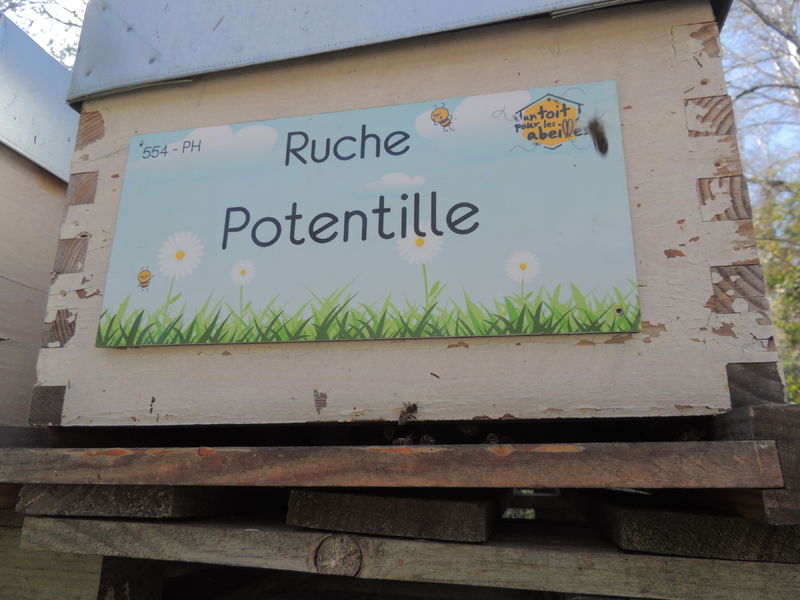 554 - PH
Ruche
Potentille
un toit
pour les
abeilles